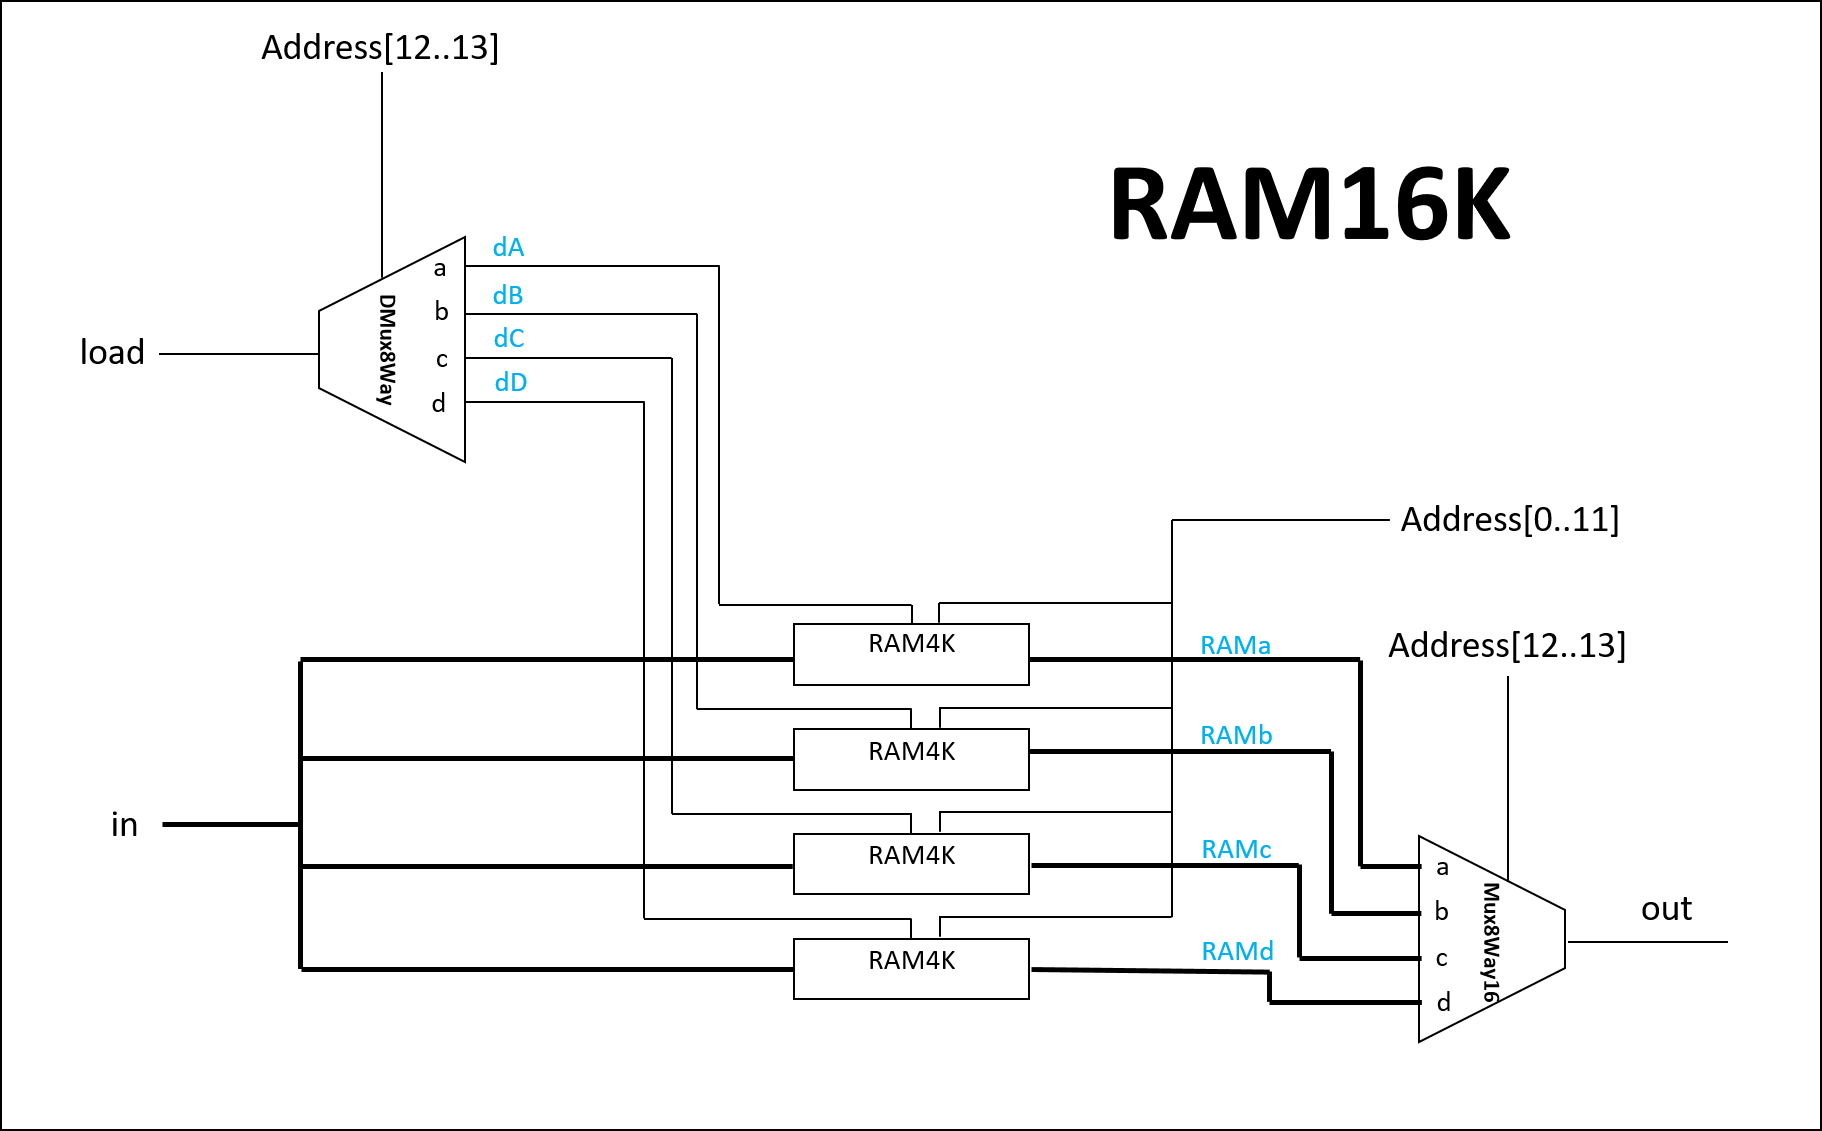 Address[12..13]
RAM16K
load
DMux8Way
a
b
c
d
dA
dB
dC
dD
Address[0..11]
Address[12..13]
in
RAM4K
RAM4K
RAM4K
RAM4K
RAMa
RAMb
RAMc
RAMd
a
b
c
d
Mux8Way16
out